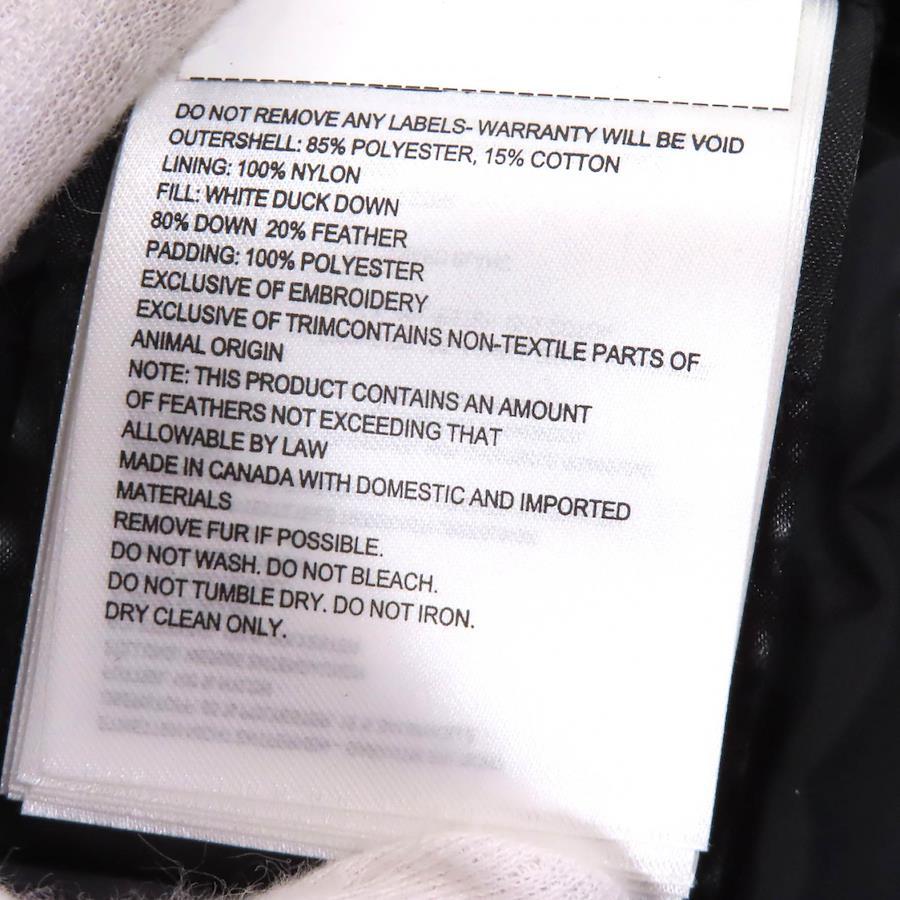 DO NOT REMOVE ANY LABELS- WARRANTY WILL BE VOID
OUTERSHELL: 85% POLYESTER, 15% COTTON
LINING: 100% NYLON
FILL: WHITE DUCK DOWN
80% DOWN 20% FEATHER
PADDING: 100% POLYESTER
EXCLUSIVE OF EMBROIDERY
EXCLUSIVE OF TRIMCONTAINS NON-TEXTILE PARTS OF
ANIMAL ORIGIN
NOTE: THIS PRODUCT CONTAINS AN AMOUNT
OF FEATHERS NOT EXCEEDING THAT
ALLOWABLE BY LAW
MADE IN CANADA WITH DOMESTIC AND IMPORTED
MATERIALS
REMOVE FUR IF POSSIBLE.
DO NOT WASH. DO NOT BLEACH.
DO NOT TUMBLE DRY. DO NOT IRON.
DRY CLEAN ONLY.